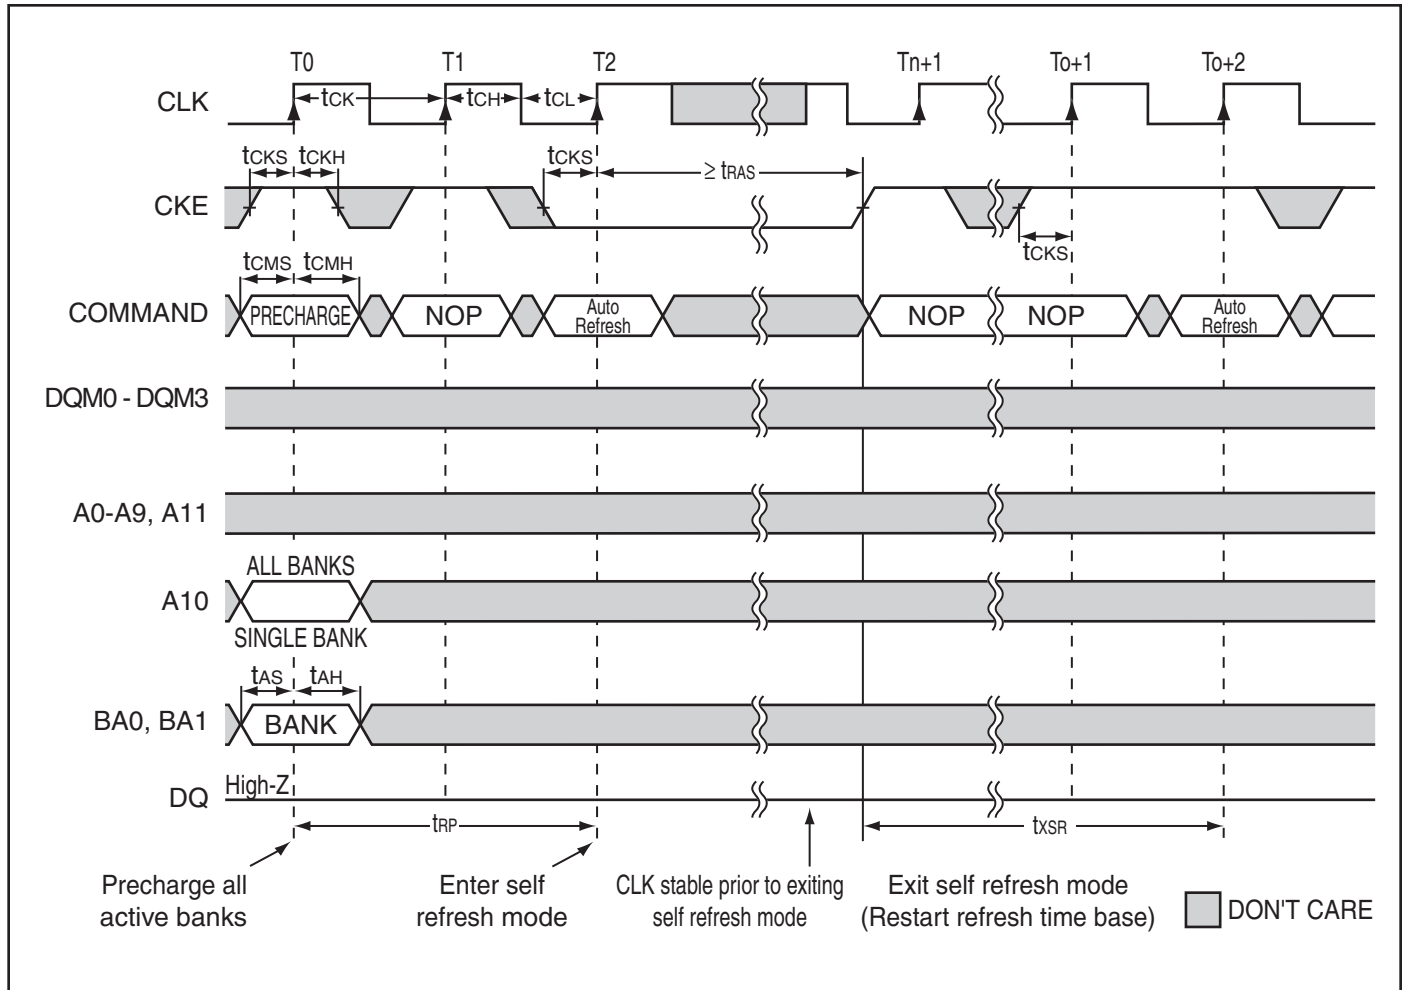 T0 T1 T2 Tn+1 To+1 To+2
CLK tCK tCH tCL
tCKS tCKH tCKS ≥ tRAS
CKE
tCKS
tCMS tCMH
COMMAND PRECHARGE NOP Auto Refresh NOP NOP Auto Refresh
DQM0 - DQM3
A0-A9, A11
ALL BANKS
A10
SINGLE BANK
tAS tAH
BA0, BA1 BANK
DQ High-Z
tRP tXSR
Precharge all
active banks
Enter self
refresh mode
CLK stable prior to exiting
self refresh mode
Exit self refresh mode
(Restart refresh time base)
DON'T CARE